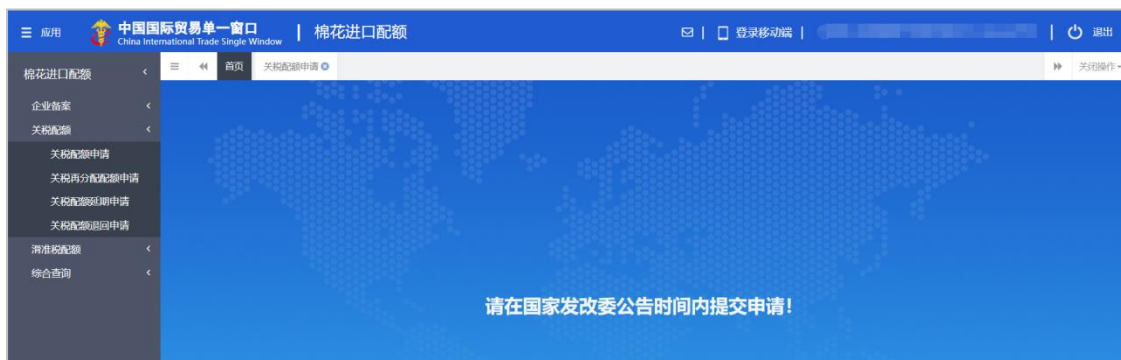 应用
中国国际贸易单一窗口
China International Trade Single Window
棉花进口配额
登录移动端
退出
棉花进口配额
首页
关税配额申请
关闭操作
企业备案
关税配额
关税配额申请
关税再分配配额申请
关税配额延期申请
关税配额退回申请
滑准税配额
综合查询
请在国家发改委公告时间内提交申请！